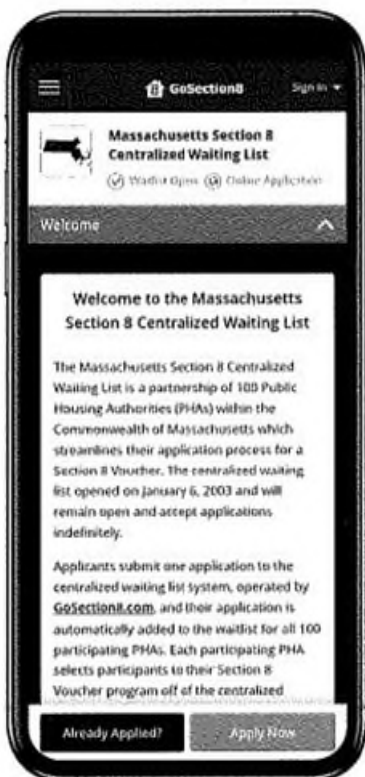 GoSection8
Sign In
Massachusetts Section 8
Centralized Waiting List
Waitlist Open Online Application
Welcome
Welcome to the Massachusetts
Section 8 Centralized Waiting List
The Massachusetts Section 8 Centralized
Waiting List is a partnership of 100 Public
Housing Authorities (PHAs) within the
Commonwealth of Massachusetts which
streamlines their application process for a
Section 8 Voucher. The centralized waiting
list opened on January 6, 2003 and will
remain open and accept applications
indefinitely.
Applicants submit one application to the
centralized waiting list system, operated by
GoSection8.com, and their application is
automatically added to the waitlist for all 100
participating PHAs. Each participating PHA
selects participants to their Section 8
Voucher program off of the centralized
Already Applied?
Apply Now